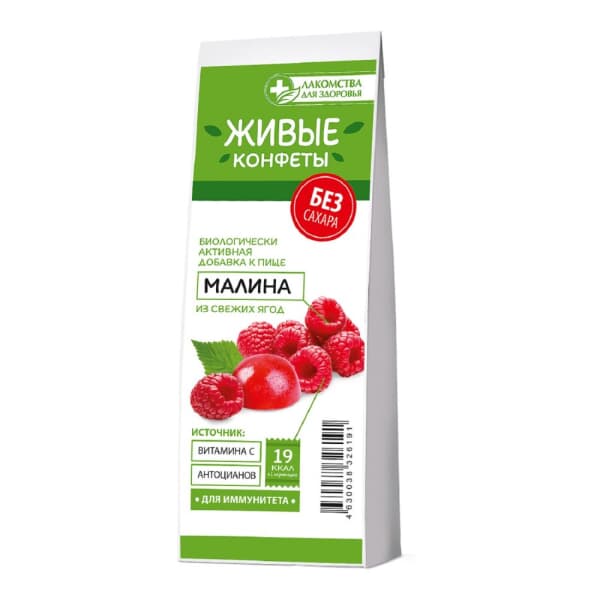 ЛАКОМСТВА
ДЛЯ ЗДОРОВЬЯ
ЖИВЫЕ
КОНФЕТЫ
БЕЗ
САХАРА
БИОЛОГИЧЕСКИ
АКТИВНАЯ
ДОБАВКА К ПИЩЕ
МАЛИНА
ИЗ СВЕЖИХ ЯГОД
ИСТОЧНИК:
ВИТАМИНА С
АНТОЦИАНОВ
19
ККАЛ
• ДЛЯ ИММУНИТЕТА •
4630038326191